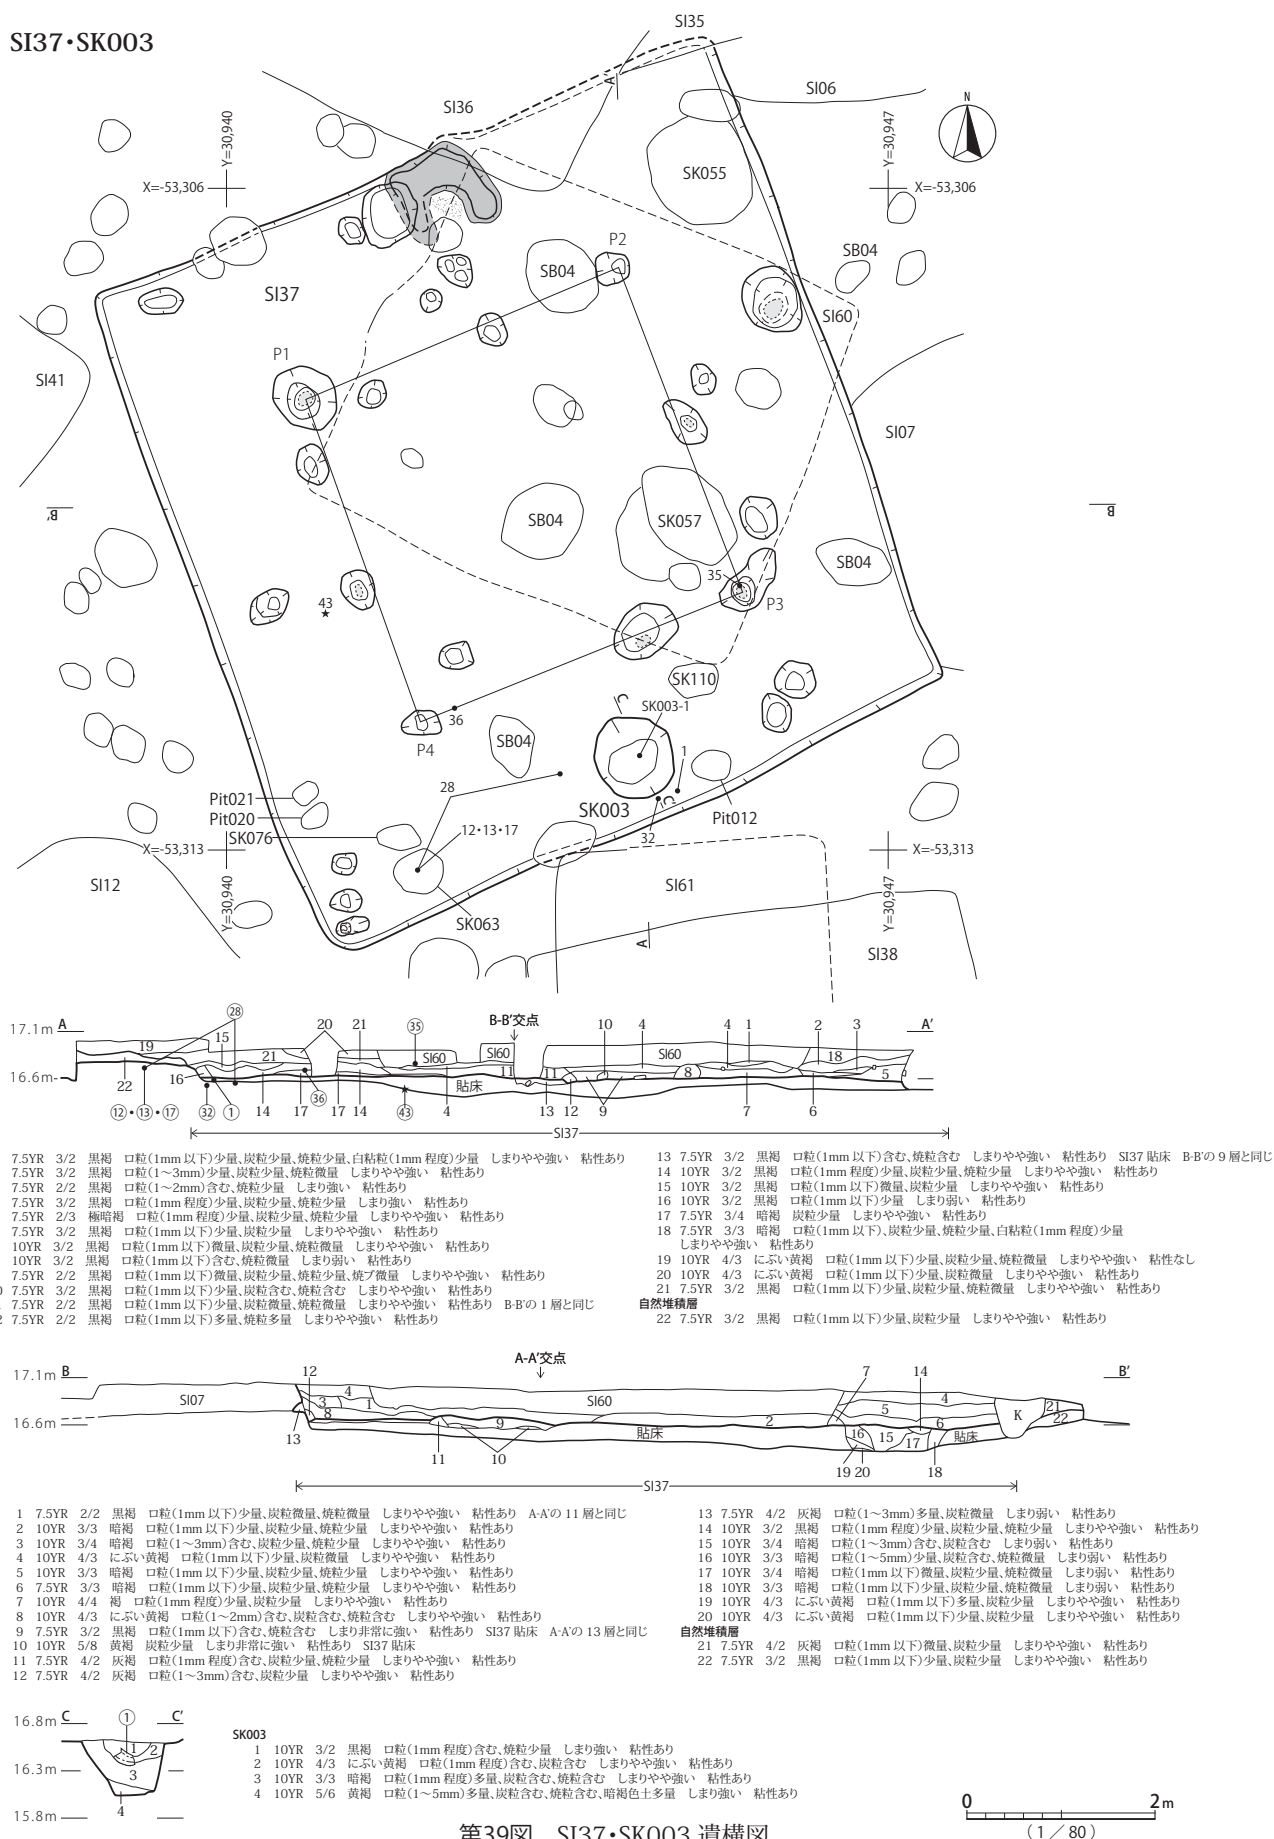 SI37・SK003
SI35
SI36
SI06
N
A'
Y=30,940
Y=30,947
X=-53,306
X=-53,306
SK055
P2
SB04
SB04
SI37
SI60
P1
SI41
SI07
B'
B
SB04
SK057
SB04
35
P3
43
SK110
C
SK003-1
36
P4
SB04
1
28
Pit021
Pit020
SK003
C'
Pit012
SK076
12・13・17
32
X=-53,313
X=-53,313
SI12
Y=30,940
SI61
Y=30,947
SK063
A
SI38
17.1m A
28
B-B'交点
A'
19 15 20 21 35 10 4 4 1 2 3
21 SI60 SI60 SI60 18
16.6m
22 16 11 11 8 5
貼床
⑫・⑬・⑰ ㉜ ① 14 17 ㊱ 17 14 ㊸ 4 13 12 9 7 6
SI37
7.5YR 3/2 黒褐 ロ粒(1mm以下)少量、炭粒少量、焼粒少量、白粘粒(1mm程度)少量 しまりやや強い 粘性あり
7.5YR 3/2 黒褐 ロ粒(1～3mm)少量、炭粒少量、焼粒微量 しまりやや強い 粘性あり
7.5YR 2/2 黒褐 ロ粒(1～2mm)含む、焼粒少量 しまり強い 粘性あり
7.5YR 3/2 黒褐 ロ粒(1mm程度)少量、炭粒少量、焼粒少量 しまり強い 粘性あり
7.5YR 2/3 極暗褐 ロ粒(1mm程度)少量、炭粒少量、焼粒少量 しまりやや強い 粘性あり
7.5YR 3/2 黒褐 ロ粒(1mm以下)少量、炭粒少量 しまりやや強い 粘性あり
10YR 3/2 黒褐 ロ粒(1mm以下)微量、炭粒少量、焼粒微量 しまりやや強い 粘性あり
10YR 3/2 黒褐 ロ粒(1mm以下)含む、焼粒微量 しまり弱い 粘性あり
7.5YR 2/2 黒褐 ロ粒(1mm以下)微量、炭粒少量、焼粒少量、焼ブ微量 しまりやや強い 粘性あり
0 7.5YR 3/2 黒褐 ロ粒(1mm以下)少量、炭粒含む、焼粒含む しまりやや強い 粘性あり
7.5YR 2/2 黒褐 ロ粒(1mm以下)少量、炭粒微量、焼粒微量 しまりやや強い 粘性あり B-B'の1層と同じ
2 7.5YR 2/2 黒褐 ロ粒(1mm以下)多量、焼粒多量 しまりやや強い 粘性あり
13 7.5YR 3/2 黒褐 ロ粒(1mm以下)含む、焼粒含む しまりやや強い 粘性あり SI37 貼床 B-B'の9層と同じ
14 10YR 3/2 黒褐 ロ粒(1mm程度)少量、炭粒少量、焼粒少量 しまりやや強い 粘性あり
15 10YR 3/2 黒褐 ロ粒(1mm以下)微量、炭粒少量 しまりやや強い 粘性あり
16 10YR 3/2 黒褐 ロ粒(1mm以下)少量 しまり弱い 粘性あり
17 7.5YR 3/4 暗褐 炭粒少量 しまりやや強い 粘性あり
18 7.5YR 3/3 暗褐 ロ粒(1mm以下)、炭粒少量、焼粒少量、白粘粒(1mm程度)少量
しまりやや強い 粘性あり
19 10YR 4/3 にぶい黄褐 ロ粒(1mm以下)少量、炭粒少量、焼粒微量 しまりやや強い 粘性なし
20 10YR 4/3 にぶい黄褐 ロ粒(1mm以下)少量、炭粒微量 しまりやや強い 粘性あり
21 7.5YR 3/2 黒褐 ロ粒(1mm以下)少量、炭粒少量、焼粒微量 しまりやや強い 粘性あり
自然堆積層
22 7.5YR 3/2 黒褐 ロ粒(1mm以下)少量、炭粒少量 しまりやや強い 粘性あり
17.1m B
A-A'交点
B'
12 7 14
SI07 3 4 1 8 SI60 4 5 21
16.6m
9 2 6 K 22
13 貼床 16 15 17 貼床
11 10 19 20 18
SI37
1 7.5YR 2/2 黒褐 ロ粒(1mm以下)少量、炭粒微量、焼粒微量 しまりやや強い 粘性あり A-A'の11層と同じ
2 10YR 3/3 暗褐 ロ粒(1mm以下)少量、炭粒少量、焼粒少量 しまりやや強い 粘性あり
3 10YR 3/4 暗褐 ロ粒(1～3mm)含む、炭粒少量、焼粒少量 しまりやや強い 粘性あり
4 10YR 4/3 にぶい黄褐 ロ粒(1mm以下)少量、炭粒微量 しまりやや強い 粘性あり
5 10YR 3/3 暗褐 ロ粒(1mm以下)少量、炭粒少量、焼粒少量 しまりやや強い 粘性あり
6 7.5YR 3/3 暗褐 ロ粒(1mm以下)少量、炭粒少量、焼粒少量 しまりやや強い 粘性あり
7 10YR 4/4 褐 ロ粒(1mm程度)少量、炭粒少量 しまりやや強い 粘性あり
8 10YR 4/3 にぶい黄褐 ロ粒(1～2mm)含む、炭粒含む、焼粒含む しまりやや強い 粘性あり
9 7.5YR 3/2 黒褐 ロ粒(1mm以下)含む、焼粒含む しまり非常に強い 粘性あり SI37 貼床 A-A'の13層と同じ
10 10YR 5/8 黄褐 炭粒少量 しまり非常に強い 粘性あり SI37 貼床
11 7.5YR 4/2 灰褐 ロ粒(1mm程度)含む、炭粒少量、焼粒少量 しまりやや強い 粘性あり
12 7.5YR 4/2 灰褐 ロ粒(1～3mm)含む、炭粒少量 しまりやや強い 粘性あり
13 7.5YR 4/2 灰褐 ロ粒(1～3mm)多量、炭粒微量 しまり弱い 粘性あり
14 10YR 3/2 黒褐 ロ粒(1mm程度)少量、炭粒少量、焼粒少量 しまりやや強い 粘性あり
15 10YR 3/4 暗褐 ロ粒(1～3mm)含む、炭粒含む しまり弱い 粘性あり
16 10YR 3/3 暗褐 ロ粒(1～5mm)少量、炭粒含む、焼粒微量 しまり弱い 粘性あり
17 10YR 3/4 暗褐 ロ粒(1mm以下)微量、炭粒少量、焼粒微量 しまり弱い 粘性あり
18 10YR 3/3 暗褐 ロ粒(1mm以下)少量、炭粒少量、焼粒微量 しまり弱い 粘性あり
19 10YR 4/3 にぶい黄褐 ロ粒(1mm以下)多量、炭粒少量 しまりやや強い 粘性あり
20 10YR 4/3 にぶい黄褐 ロ粒(1mm以下)少量、炭粒少量 しまりやや強い 粘性あり
自然堆積層
21 7.5YR 4/2 灰褐 ロ粒(1mm以下)微量、炭粒少量 しまりやや強い 粘性あり
22 7.5YR 3/2 黒褐 ロ粒(1mm以下)少量、炭粒少量 しまりやや強い 粘性あり
16.8m C ① C'
1 2
16.3m
3
4
15.8m
SK003
1 10YR 3/2 黒褐 ロ粒(1mm程度)含む、焼粒少量 しまり強い 粘性あり
2 10YR 4/3 にぶい黄褐 ロ粒(1mm程度)含む、炭粒含む しまりやや強い 粘性あり
3 10YR 3/3 暗褐 ロ粒(1mm程度)多量、炭粒含む、焼粒含む しまりやや強い 粘性あり
4 10YR 5/6 黄褐 ロ粒(1～5mm)多量、炭粒含む、焼粒含む、暗褐色土多量 しまり強い 粘性あり
0 2m
(1／80)
第39図 SI37・SK003 遺構図